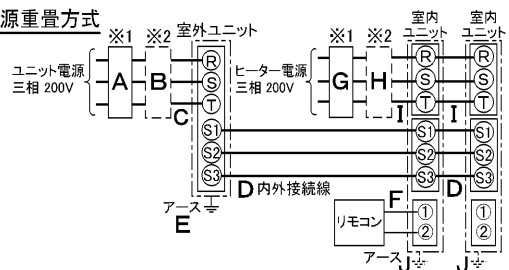 源重畳方式
※1 ※2 室外ユニット
ユニット電源
三相 200V
A B
R
S
T
C
S1
S2
S3
D 内外接続線
アース
E
※1 ※2
ヒーター電源
三相 200V
G H
室内
ユニット
室内
ユニット
R R
S S
T T
I I
S1 S1
S2 S2
S3 S3
D
F
リモコン
① ①
② ②
アース J J